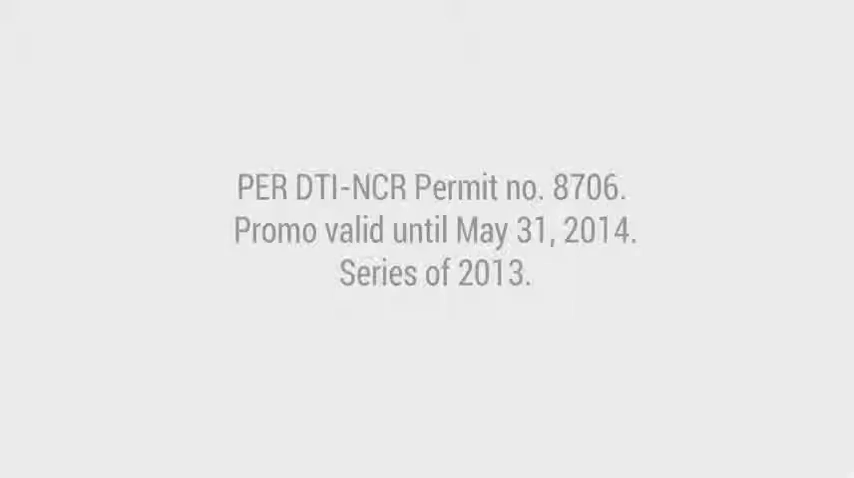 PER DTI-NCR Permit no. 8706.
Promo valid until May 31, 2014.
Series of 2013.